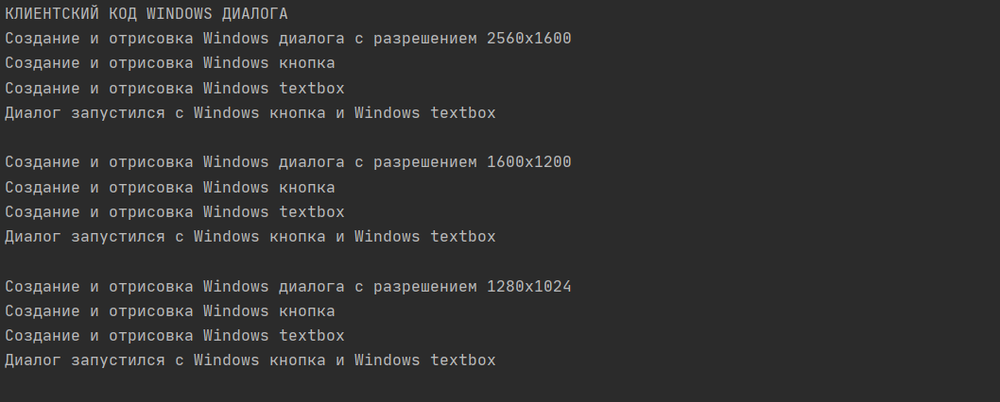 КЛИЕНТСКИЙ КОД WINDOWS ДИАЛОГА
Создание и отрисовка Windows диалога с разрешением 2560x1600
Создание и отрисовка Windows кнопка
Создание и отрисовка Windows textbox
Диалог запустился с Windows кнопка и Windows textbox
Создание и отрисовка Windows диалога с разрешением 1600x1200
Создание и отрисовка Windows кнопка
Создание и отрисовка Windows textbox
Диалог запустился с Windows кнопка и Windows textbox
Создание и отрисовка Windows диалога с разрешением 1280x1024
Создание и отрисовка Windows кнопка
Создание и отрисовка Windows textbox
Диалог запустился с Windows кнопка и Windows textbox